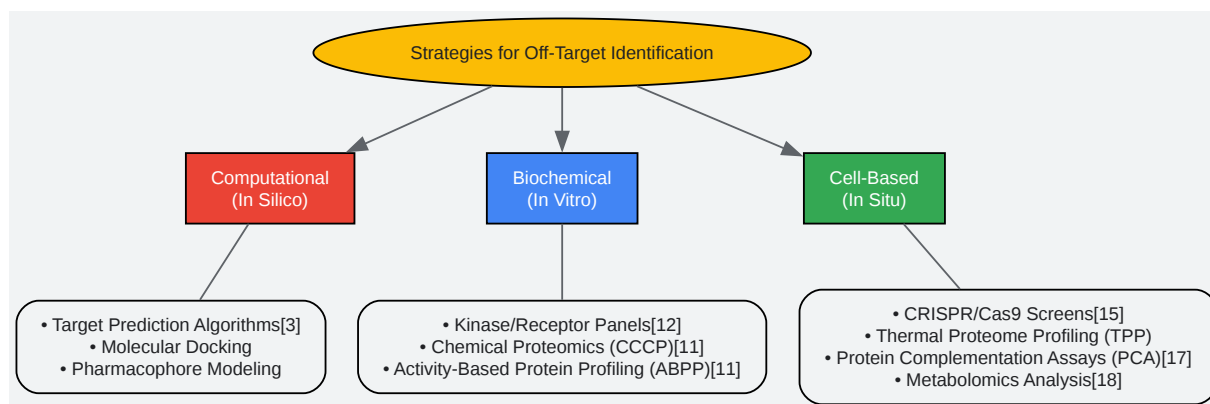 Strategies for Off-Target Identification
Computational
(In Silico)
Biochemical
(In Vitro)
Cell-Based
(In Situ)
• Target Prediction Algorithms[3]
• Molecular Docking
• Pharmacophore Modeling
• Kinase/Receptor Panels[12]
• Chemical Proteomics (CCCP)[11]
• Activity-Based Protein Profiling (ABPP)[11]
• CRISPR/Cas9 Screens[15]
• Thermal Proteome Profiling (TPP)
• Protein Complementation Assays (PCA)[17]
• Metabolomics Analysis[18]